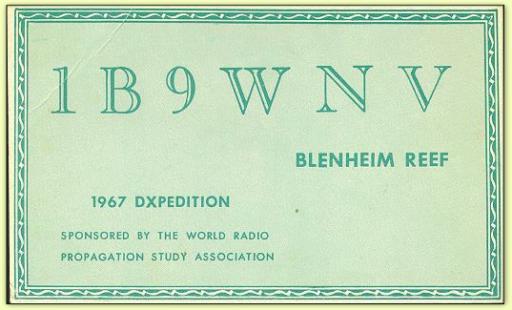 1B9WNV
BLENHEIM REEF
1967 DXPEDITION
SPONSORED BY THE WORLD RADIO
PROPAGATION STUDY ASSOCIATION